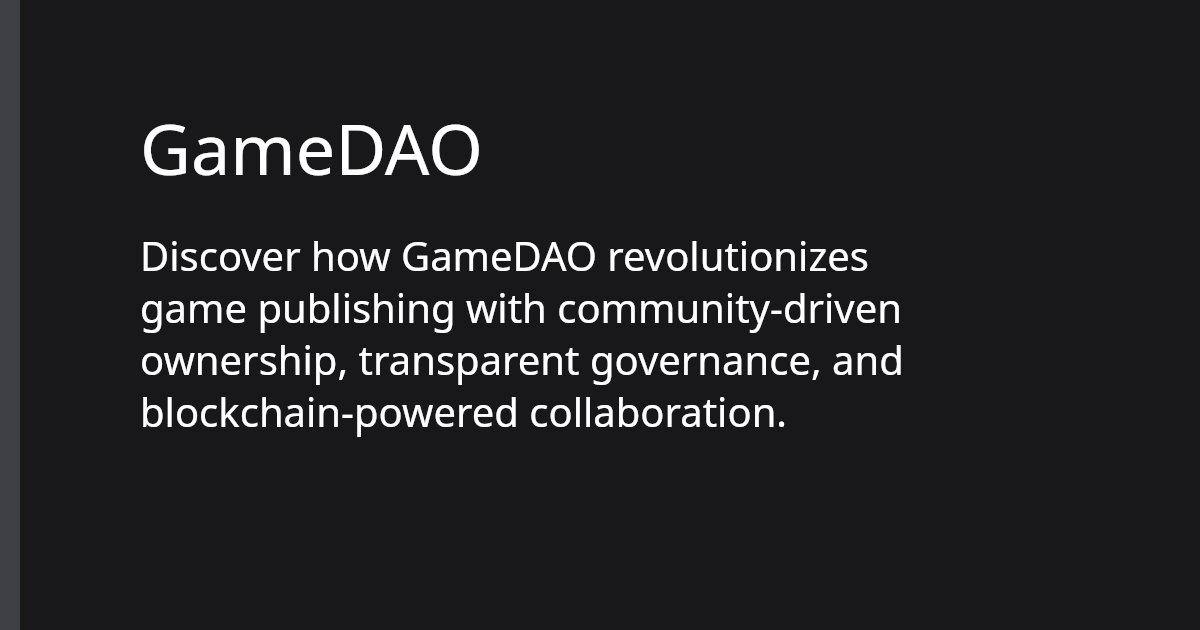 GameDAO
Discover how GameDAO revolutionizes
game publishing with community-driven
ownership, transparent governance, and
blockchain-powered collaboration.